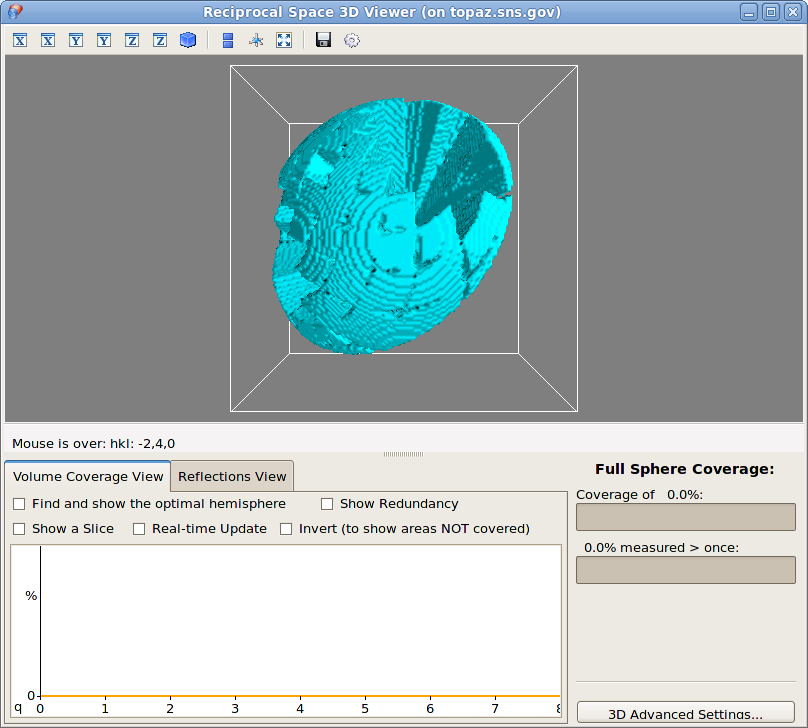 Reciprocal Space 3D Viewer (on topaz.sns.gov)
X X Y Y Z Z
Mouse is over: hkl: -2,4,0
Volume Coverage View Reflections View
Find and show the optimal hemisphere Show Redundancy
Show a Slice Real-time Update Invert (to show areas NOT covered)
%
0
q 0 1 2 3 4 5 6 7 8
Full Sphere Coverage:
Coverage of 0.0%:
0.0% measured > once:
3D Advanced Settings...